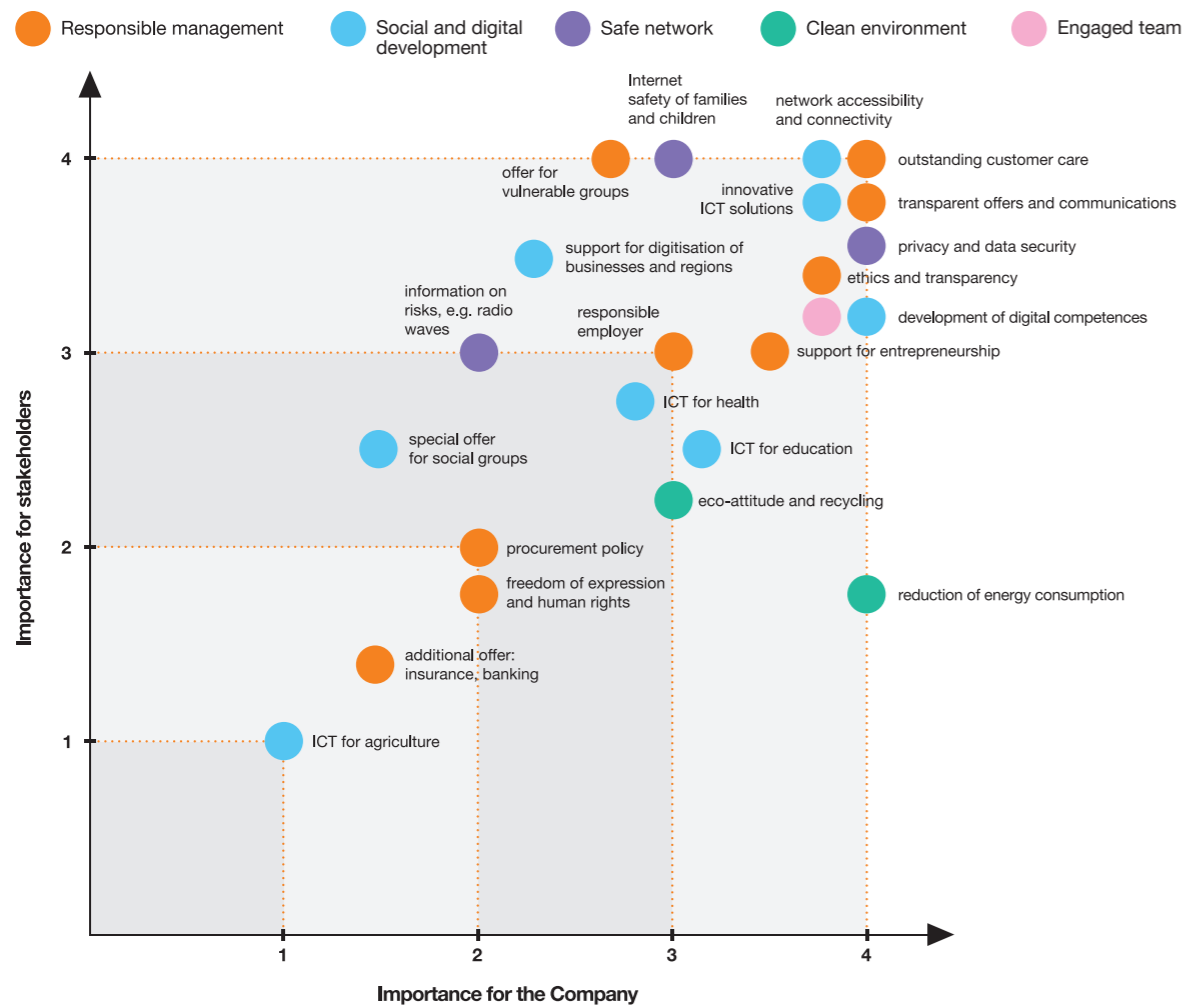 Responsible management
Social and digital
development
Safe network
Clean environment
Engaged team
Internet
safety of families
and children
network accessibility
and connectivity
4
offer for
vulnerable groups
outstanding customer care
innovative
ICT solutions
transparent offers and communications
support for digitisation of
businesses and regions
privacy and data security
ethics and transparency
information on
risks, e.g. radio
waves
responsible
employer
development of digital competences
3
support for entrepreneurship
ICT for health
special offer
for social groups
ICT for education
eco-attitude and recycling
2
procurement policy
freedom of expression
and human rights
reduction of energy consumption
additional offer:
insurance, banking
1
ICT for agriculture
Importance for stakeholders
1
2
3
4
Importance for the Company